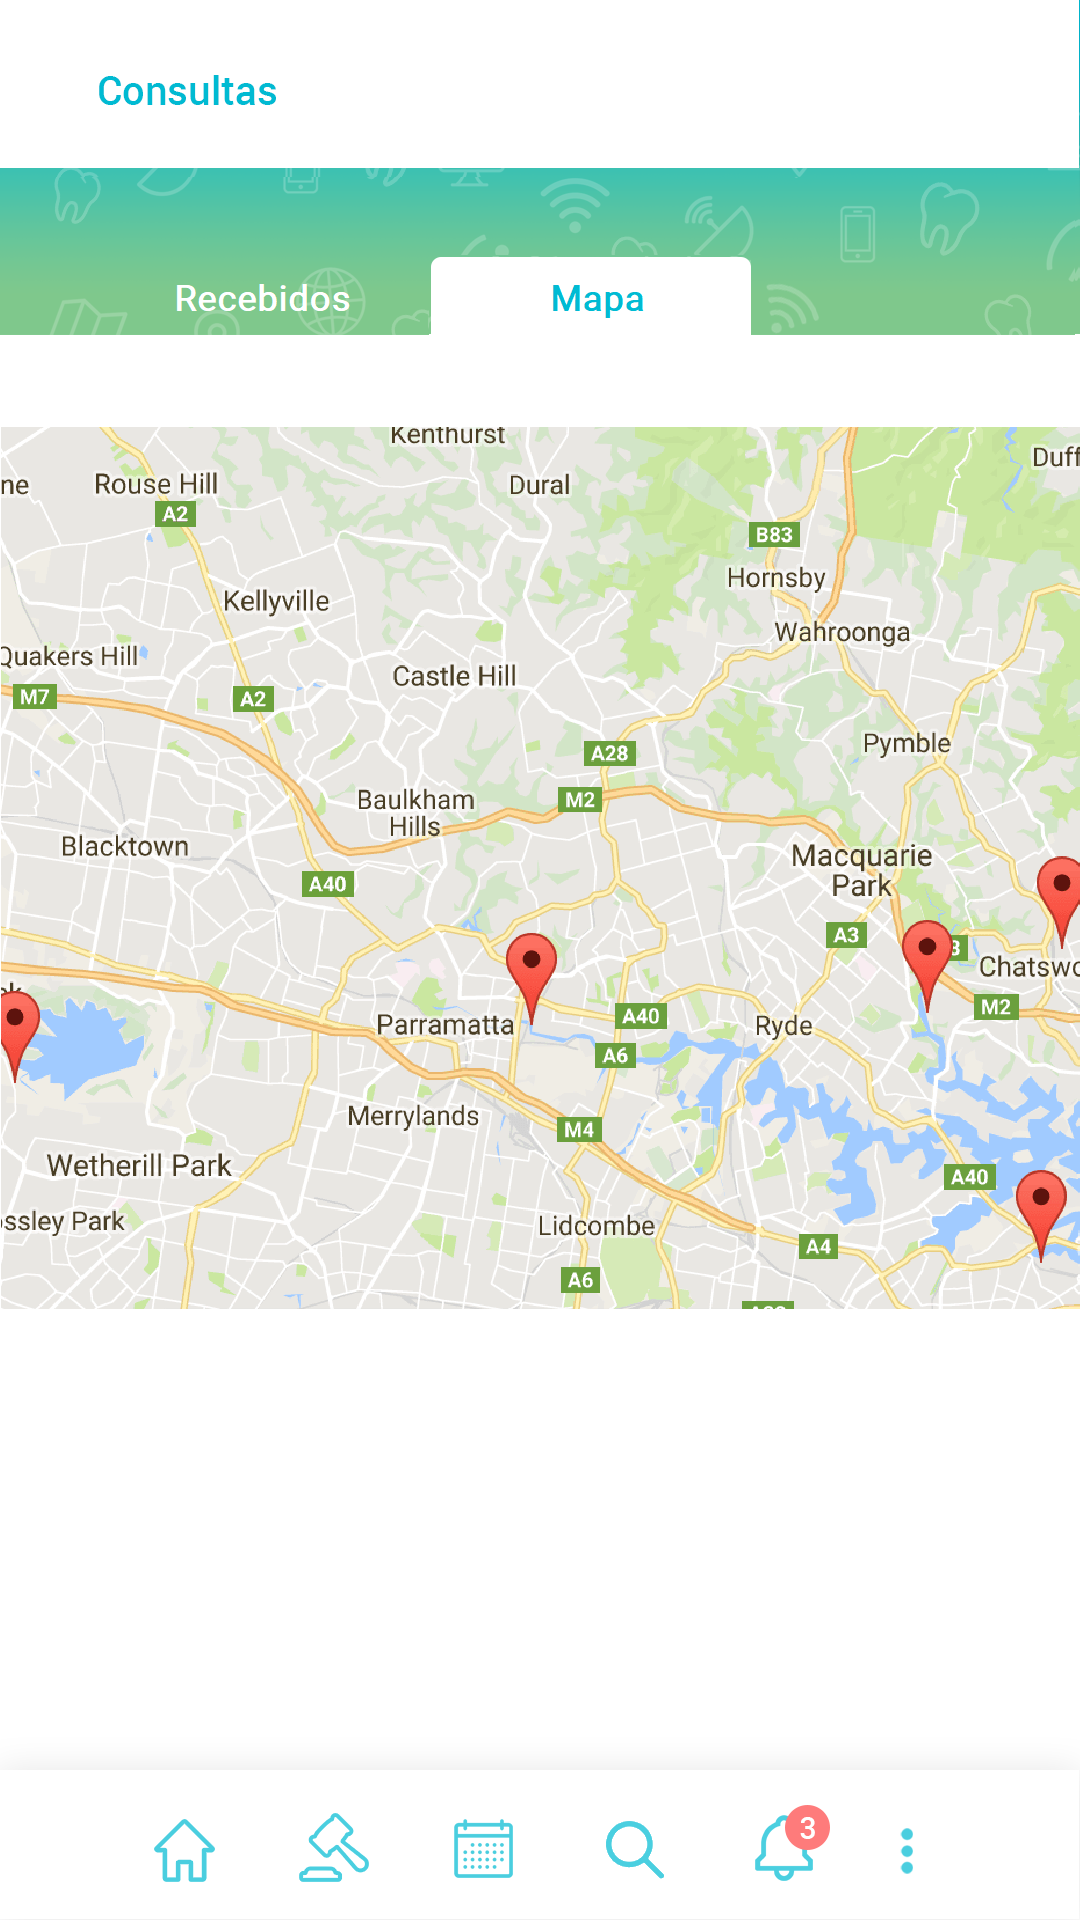 Consultas
Recebidos
Mapa
Kenthurst
Duff
ne
Rouse Hill
Dural
A2
B83
Hornsby
Kellyville
Wahroonga
Quakers Hill
Castle Hill
M7
A2
Pymble
A28
Baulkham
Hills
M2
Blacktown
Macquarie
Park
A40
A3
3
Chatswo
M2
Parramatta
A40
Ryde
A6
Merrylands
M4
Wetherill Park
A40
ossley Park
Lidcombe
A4
A6
3